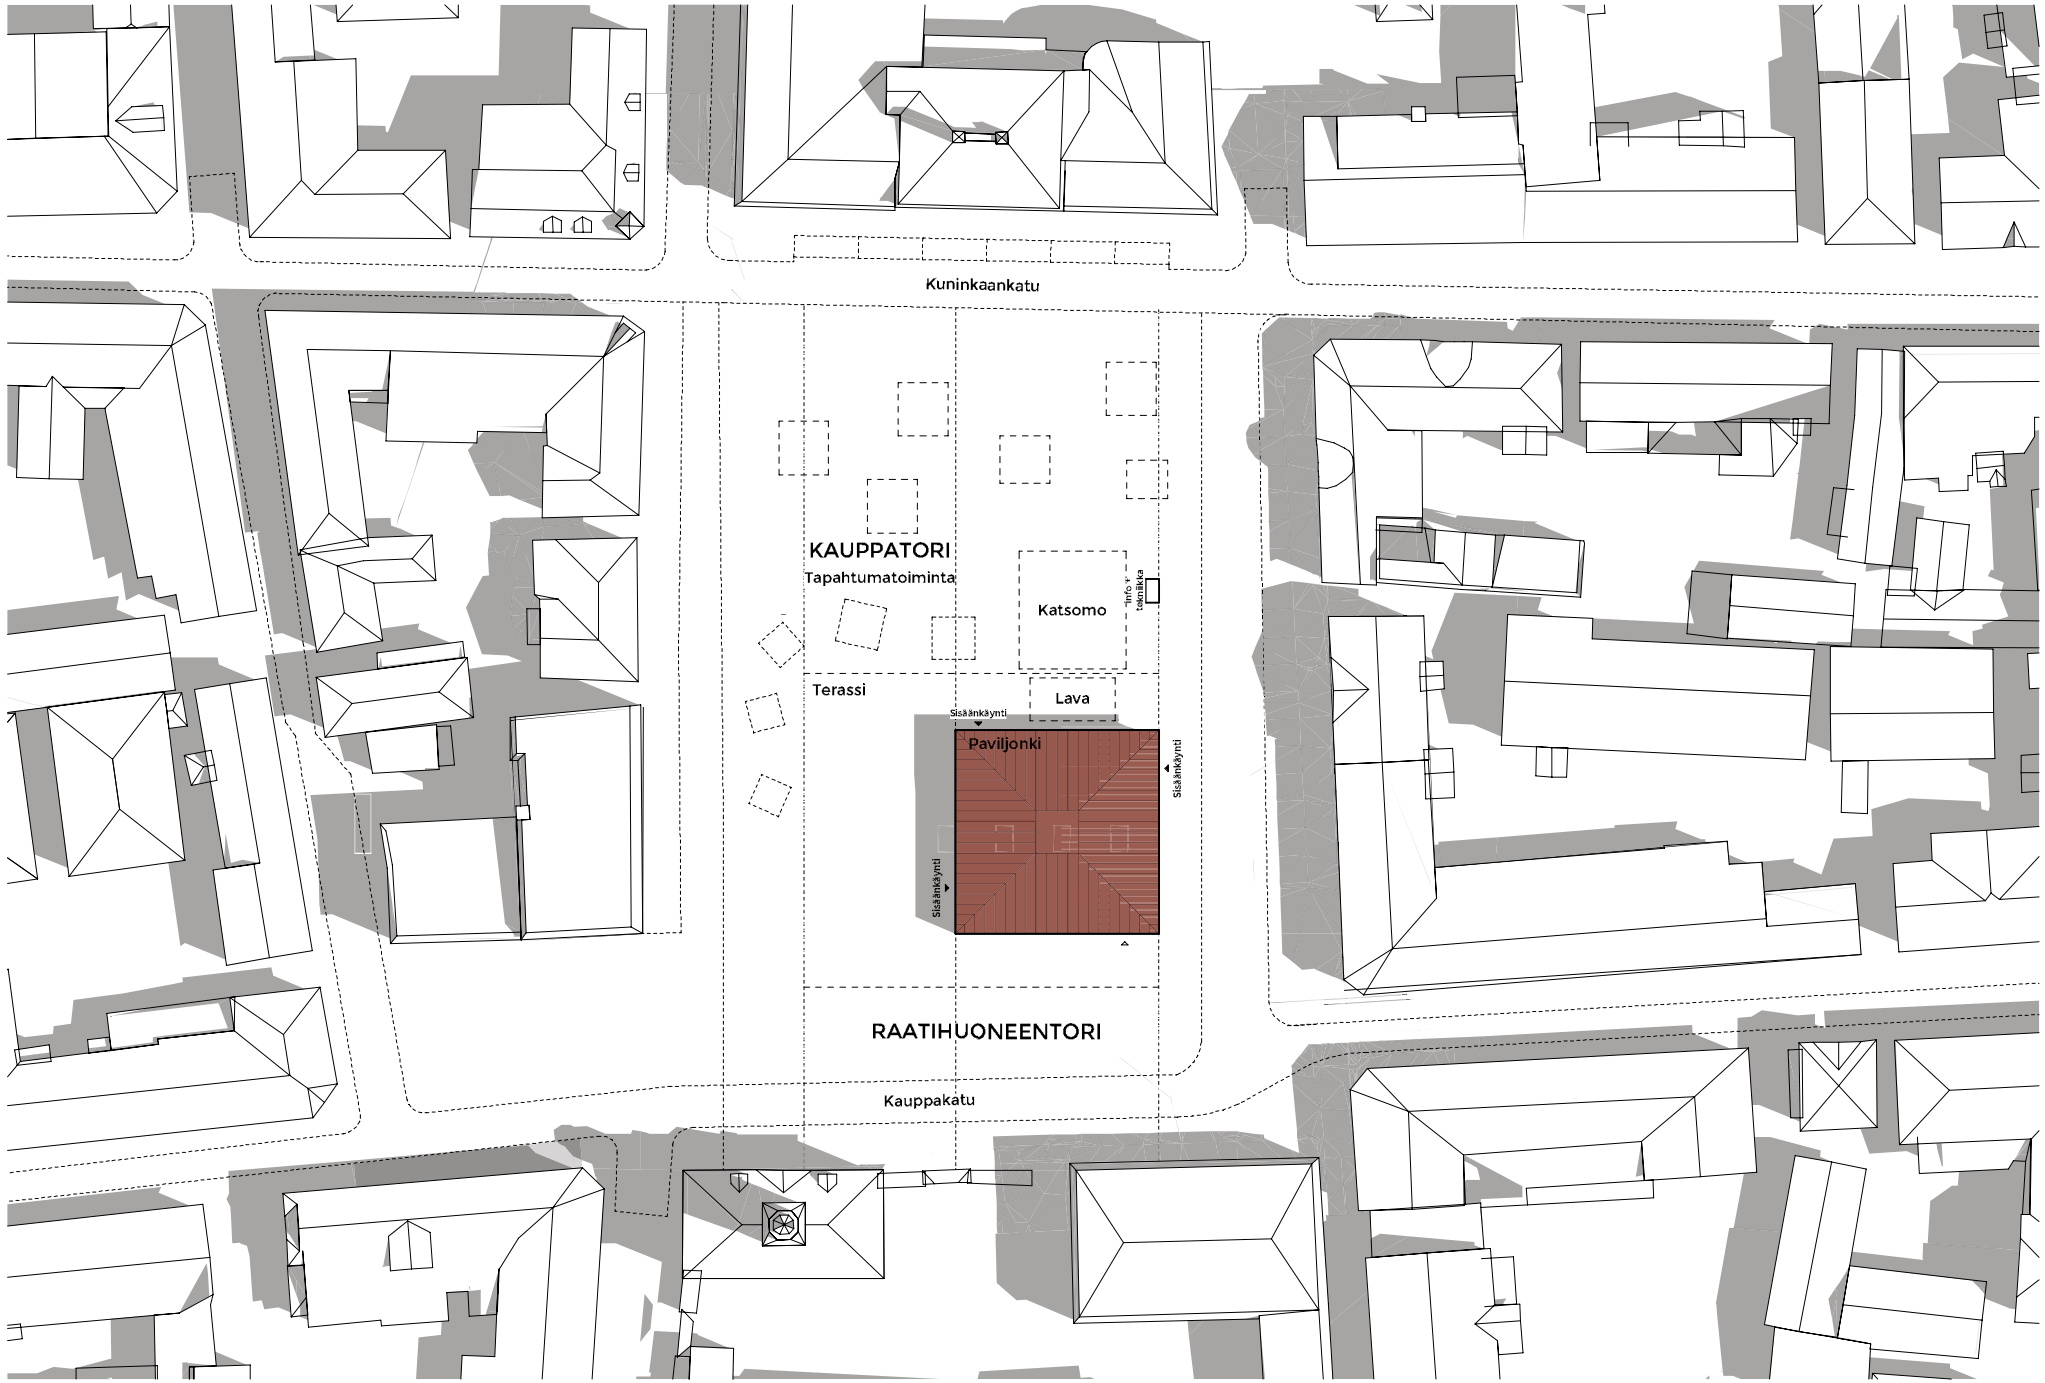 Kuninkaankatu
KAUPPATORI
Tapahtumatoiminta
Katsomo
Info +
tekniikka
Terassi
Lava
Sisäänkäynti
Paviljonki
Sisäänkäynti
Sisäänkäynti
RAATIHUONEENTORI
Kauppakatu